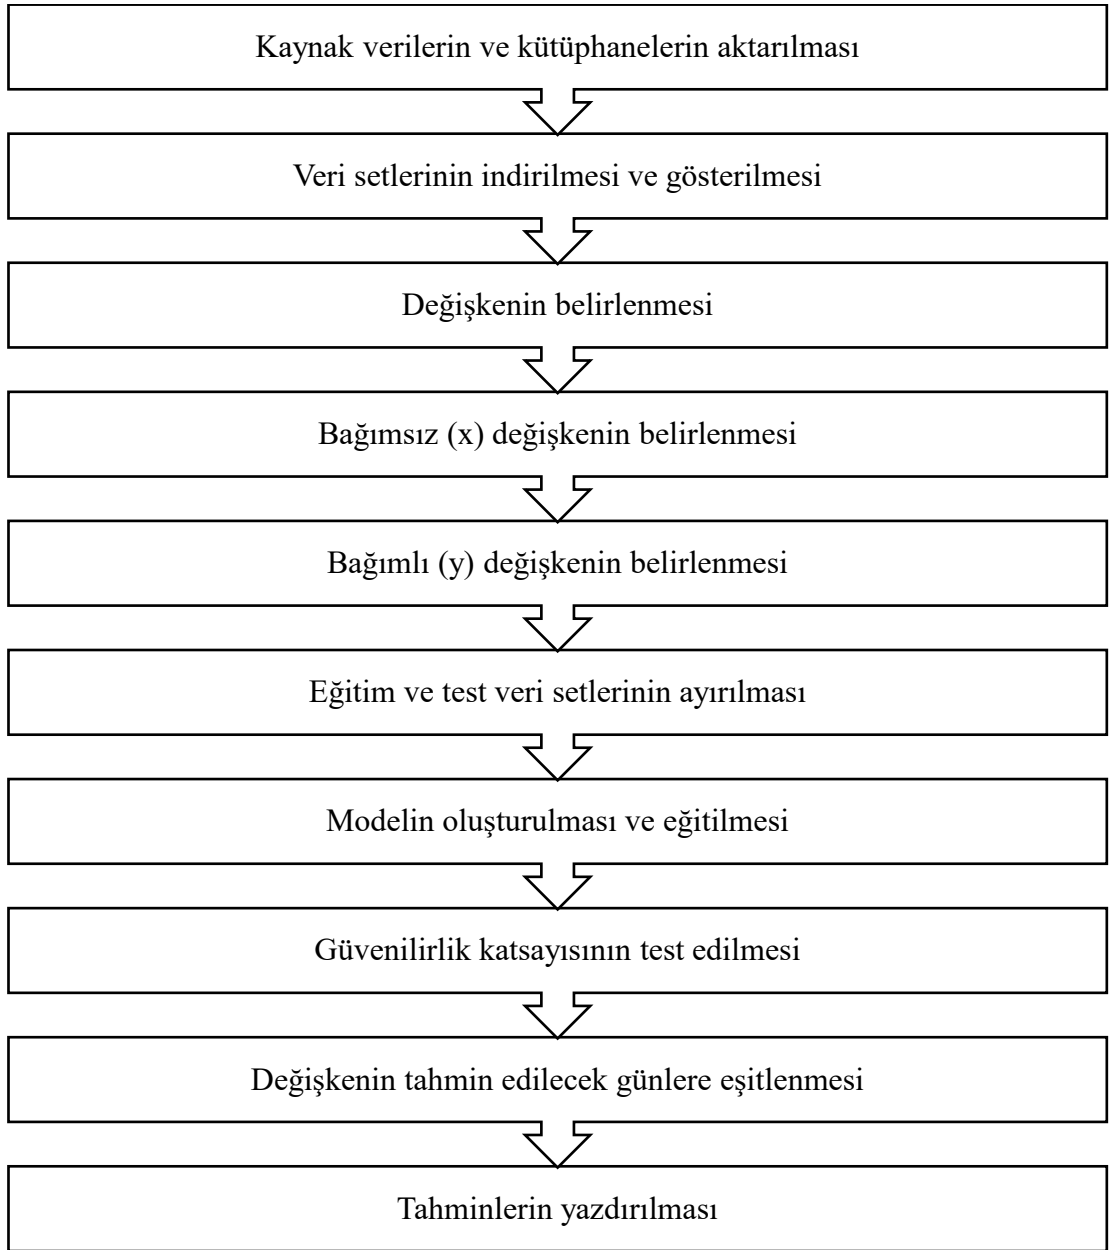 Kaynak verilerin ve kütüphanelerin aktarılması
Veri setlerinin indirilmesi ve gösterilmesi
Değişkenin belirlenmesi
Bağımsız (x) değişkenin belirlenmesi
Bağımlı (y) değişkenin belirlenmesi
Eğitim ve test veri setlerinin ayırılması
Modelin oluşturulması ve eğitilmesi
Güvenilirlik katsayısının test edilmesi
Değişkenin tahmin edilecek günlere eşitlenmesi
Tahminlerin yazdırılması